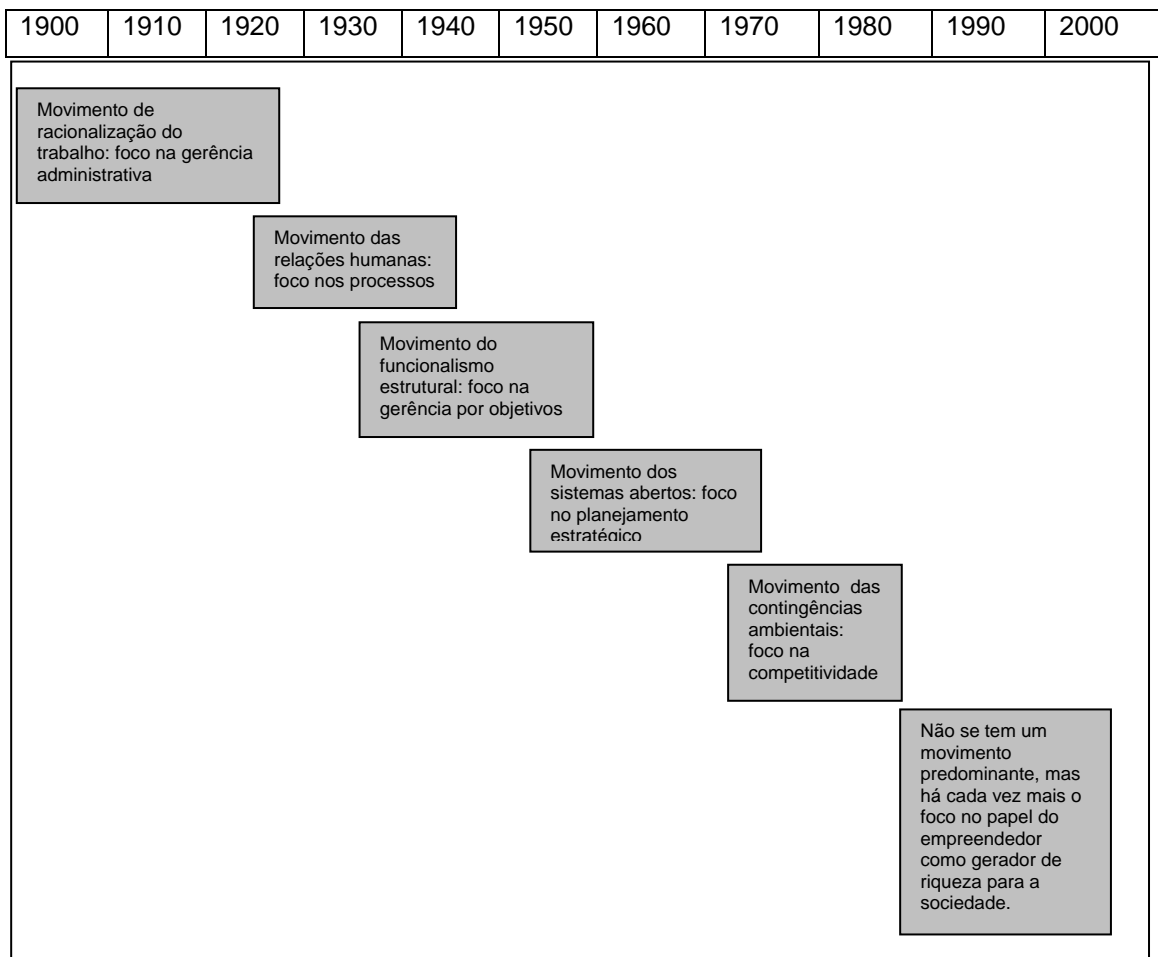 1900 1910 1920 1930 1940 1950 1960 1970 1980 1990 2000
Movimento de
racionalização do
trabalho: foco na gerência
administrativa
Movimento das
relações humanas:
foco nos processos
Movimento do
funcionalismo
estrutural: foco na
gerência por objetivos
Movimento dos
sistemas abertos: foco
no planejamento
estratégico
Movimento das
contingências
ambientais:
foco na
competitividade
Não se tem um
movimento
predominante, mas
há cada vez mais o
foco no papel do
empreendedor
como gerador de
riqueza para a
sociedade.